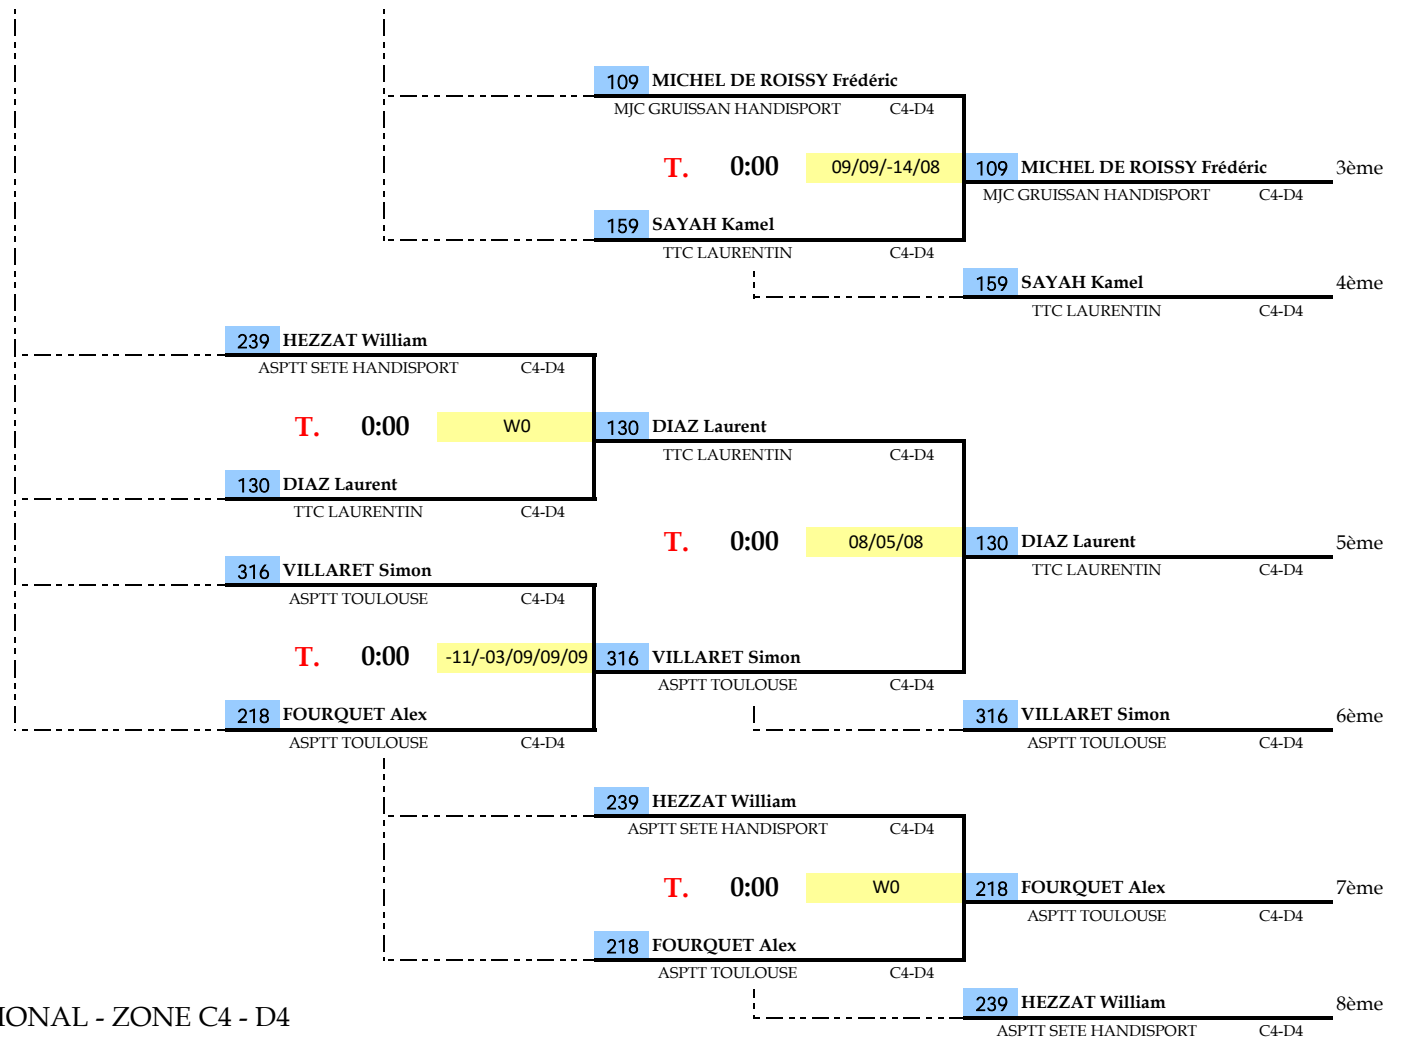 109 MICHEL DE ROISSY Frédéric
MJC GRUISSAN HANDISPORT C4-D4
T. 0:00 09/09/-14/08 109 MICHEL DE ROISSY Frédéric 3ème
MJC GRUISSAN HANDISPORT C4-D4
159 SAYAH Kamel
TTC LAURENTIN C4-D4
159 SAYAH Kamel 4ème
TTC LAURENTIN C4-D4
239 HEZZAT William
ASPTT SETE HANDISPORT C4-D4
T. 0:00 W0 130 DIAZ Laurent
TTC LAURENTIN C4-D4
130 DIAZ Laurent
TTC LAURENTIN C4-D4
T. 0:00 08/05/08 130 DIAZ Laurent 5ème
TTC LAURENTIN C4-D4
316 VILLARET Simon
ASPTT TOULOUSE C4-D4
T. 0:00 -11/-03/09/09/09 316 VILLARET Simon
ASPTT TOULOUSE C4-D4
218 FOURQUET Alex 316 VILLARET Simon 6ème
ASPTT TOULOUSE C4-D4 ASPTT TOULOUSE C4-D4
239 HEZZAT William
ASPTT SETE HANDISPORT C4-D4
T. 0:00 W0 218 FOURQUET Alex 7ème
ASPTT TOULOUSE C4-D4
218 FOURQUET Alex
ASPTT TOULOUSE C4-D4
239 HEZZAT William 8ème
IONAL - ZONE C4 - D4
ASPTT SETE HANDISPORT C4-D4